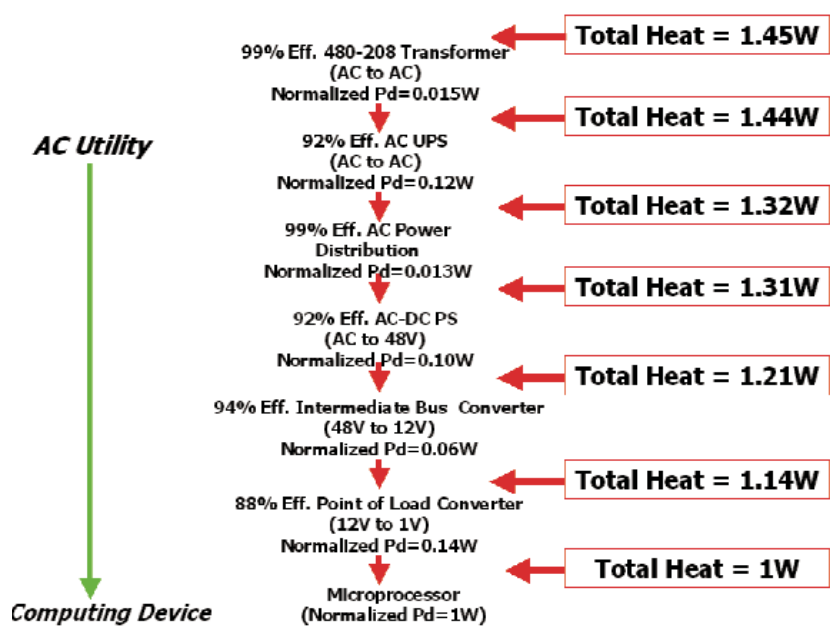 Total Heat = 1.45W
99% Eff. 480-208 Transformer
(AC to AC)
Normalized Pd=0.015W
Total Heat = 1.44W
AC Utility
92% Eff. AC UPS
(AC to AC)
Normalized Pd=0.12W
Total Heat = 1.32W
99% Eff. AC Power
Distribution
Normalized Pd=0.013W
Total Heat = 1.31W
92% Eff. AC-DC PS
(AC to 48V)
Normalized Pd=0.10W
Total Heat = 1.21W
94% Eff. Intermediate Bus Converter
(48V to 12V)
Normalized Pd=0.06W
Total Heat = 1.14W
88% Eff. Point of Load Converter
(12V to 1V)
Normalized Pd=0.14W
Total Heat = 1W
Microprocessor
(Normalized Pd=1W)
Computing Device